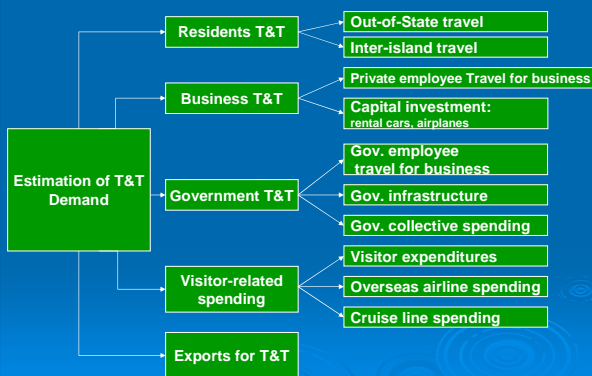 Estimation of T&T
Demand
Residents T&T
Out-of-State travel
Inter-island travel
Business T&T
Private employee Travel for business
Capital investment:
rental cars, airplanes
Government T&T
Gov. employee
travel for business
Gov. infrastructure
Gov. collective spending
Visitor-related
spending
Visitor expenditures
Overseas airline spending
Cruise line spending
Exports for T&T